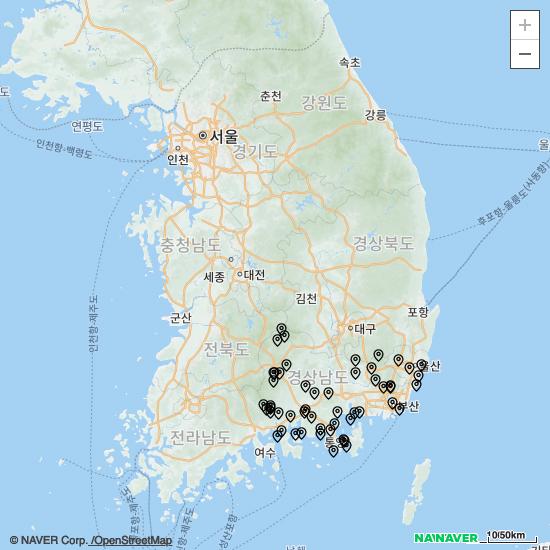 +
−
속초
춘천
강원도
강릉
도
연평도
서울
울
인천항-백령도
인천
경기도
후포항-울릉도(사동항)
충청남도
경상북도
세종
대전
김천
인천항-제주도
군산
포항
대구
전북도
울산
경상남도
부산
전라남도
여수
통영
© NAVER Corp. /OpenStreetMap
NAVER
10/50km